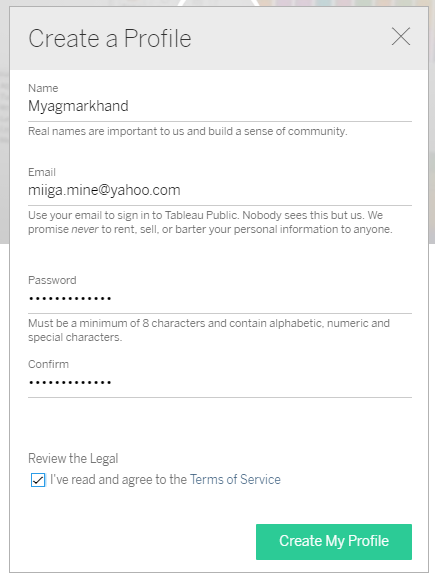 Create a Profile
Name
Myagmarkhand
Real names are important to us and build a sense of community.
Email
miiga.mine@yahoo.com
Use your email to sign in to Tableau Public. Nobody sees this but us. We
promise never to rent, sell, or barter your personal information to anyone.
Password
•••••••••••••
Must be a minimum of 8 characters and contain alphabetic, numeric and
special characters.
Confirm
•••••••••••••
Review the Legal
I've read and agree to the Terms of Service
Create My Profile